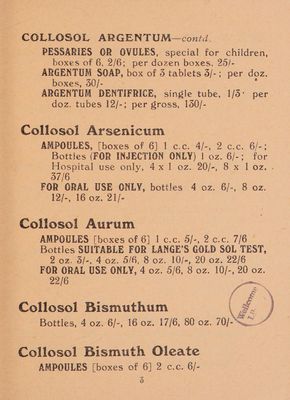 COLLOSOL ARGENTUM—contd.
PESSARIES OR OVULES, special for children,
boxes of 6, 2/6; per dozen boxes, 25/-
ARGENTUM SOAP, box of 3 tablets 3/-; per doz.
boxes, 30/-
ARGENTUM DENTIFRICE, single tube, 1/3· per
doz. tubes 12/-; per gross, 130/-
Collosol Arsenicum
AMPOULES, [boxes of 6] 1 c.c. 4/-, 2 c.c. 6/-;
Bottles (FOR INJECTION ONLY) 1 oz. 6/-; for
Hospital use only, 4 x 1 oz. 20/-, 8 x 1 oz.
37/6
FOR ORAL USE ONLY, bottles 4 oz. 6/-, 8 oz.
12/-, 16 oz. 21/-
Collosol Aurum
AMPOULES [boxes of 6] 1 c.c. 5/-, 2 c.c. 7/6
Bottles SUITABLE FOR LANGE'S GOLD SOL TEST,
2 oz. 3/-, 4 oz. 5/6, 8 oz. 10/-, 20 oz. 22/6
FOR ORAL USE ONLY, 4 oz. 5/6, 8 oz. 10/-, 20 oz.
22/6
Collosol Bismuthum
Bottles, 4 oz. 6/-, 16 oz. 17/6, 80 oz. 70/-
Wellcome
Collosol Bismuth Oleate
AMPOULES [boxes of 6] 2 c.c. 6/-
3